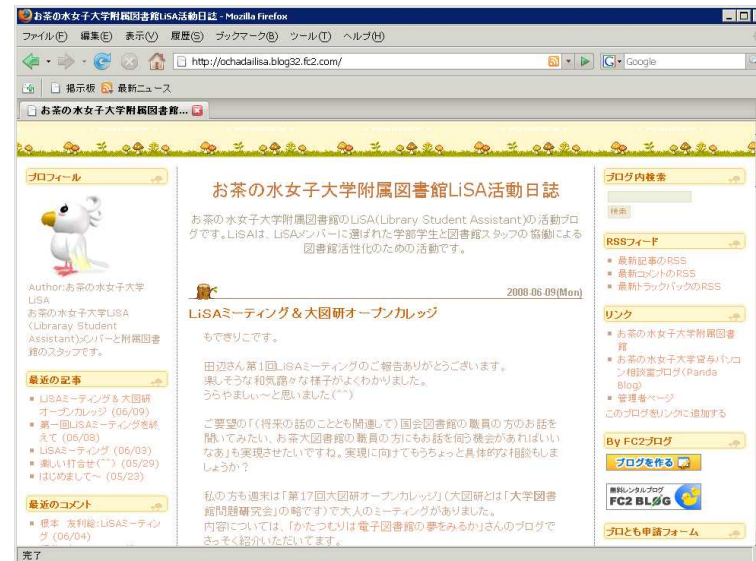 お茶の水女子大学附属図書館LiSA活動日誌 - Mozilla Firefox
ファイル(F) 編集(E) 表示(V) 履歴(S) ブックマーク(B) ツール(T) ヘルプ(H)
http://ochadailisa.blog32.fc2.com/
Google
掲示板 最新ニュース
お茶の水女子大学附属図書館...
プロフィール
Author:お茶の水女子大学
LiSA
お茶の水女子大学LiSA
(Libraray Student
Assistant)メンバーと附属図書
館のスタッフです。
最近の記事
LiSAミーティング＆大図研
オープンカレッジ (06/09)
第一回LiSAミーティングを終
えて (06/08)
LiSAミーティング (06/03)
楽しい打合せ(^^) (05/29)
はじめまして～ (05/23)
最近のコメント
根本 友利絵:LiSAミーティン
グ (06/04)
お茶の水女子大学附属図書館LiSA活動日誌
お茶の水女子大学附属図書館のLiSA(Library Student Assistant)の活動ブロ
グです。LiSAは、LiSAメンバーに選ばれた学部学生と図書館スタッフの協働による
図書館活性化のための活動です。
2008-06-09(Mon)
LiSAミーティング＆大図研オープンカレッジ
もできりこです。
田辺さん第1回LiSAミーティングのご報告ありがとうございます。
楽しそうな和気藹々な様子がよくわかりました。
うらやましぃ～と思いました(^^)
ご要望の「(将来の話のこととも関連して)国会図書館の職員の方のお話を
聞いてみたい、お茶大図書館の職員の方にもお話を伺う機会があればいい
なあ」も実現させたいですね。実現に向けてもうちょっと具体的な相談もしま
しょうか?
私の方も週末は「第17回大図研オープンカレッジ」(大図研とは「大学図書
館問題研究会」の略です)で大人のミーティングがありました。
内容については、「かたつむりは電子図書館の夢をみるか」さんのブログで
さっそく紹介いただいてます。
ブログ内検索
検索
RSSフィード
最新記事のRSS
最新コメントのRSS
最新トラックバックのRSS
リンク
お茶の水女子大学附属図書
館
お茶の水女子大学貸与パソコ
ン相談室ブログ(Panda
Blog)
管理者ページ
このブログをリンクに追加する
By FC2ブログ
ブログを作る
無料レンタルブログ
FC2 BLOG
ブロとも申請フォーム
完了